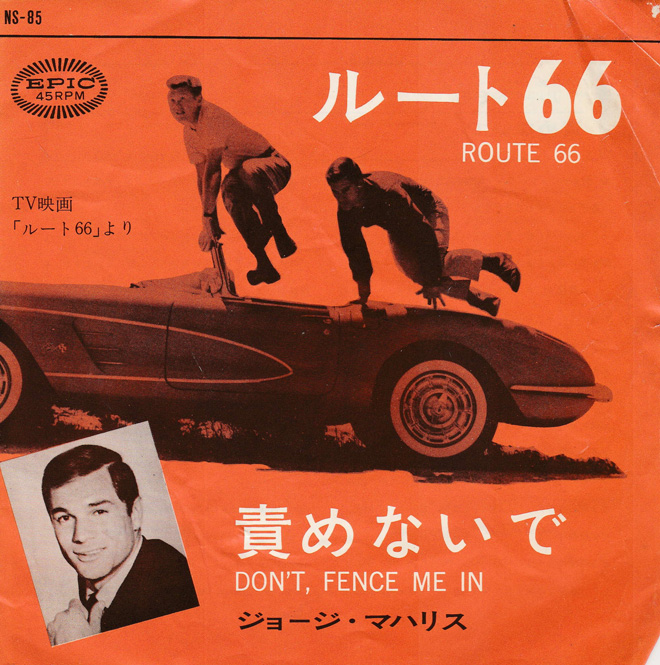 NS-85
EPIC
45RPM
ルート66
ROUTE 66
TV映画
「ルート66」より
責めないで
DON'T, FENCE ME IN
ジョージ・マハリス